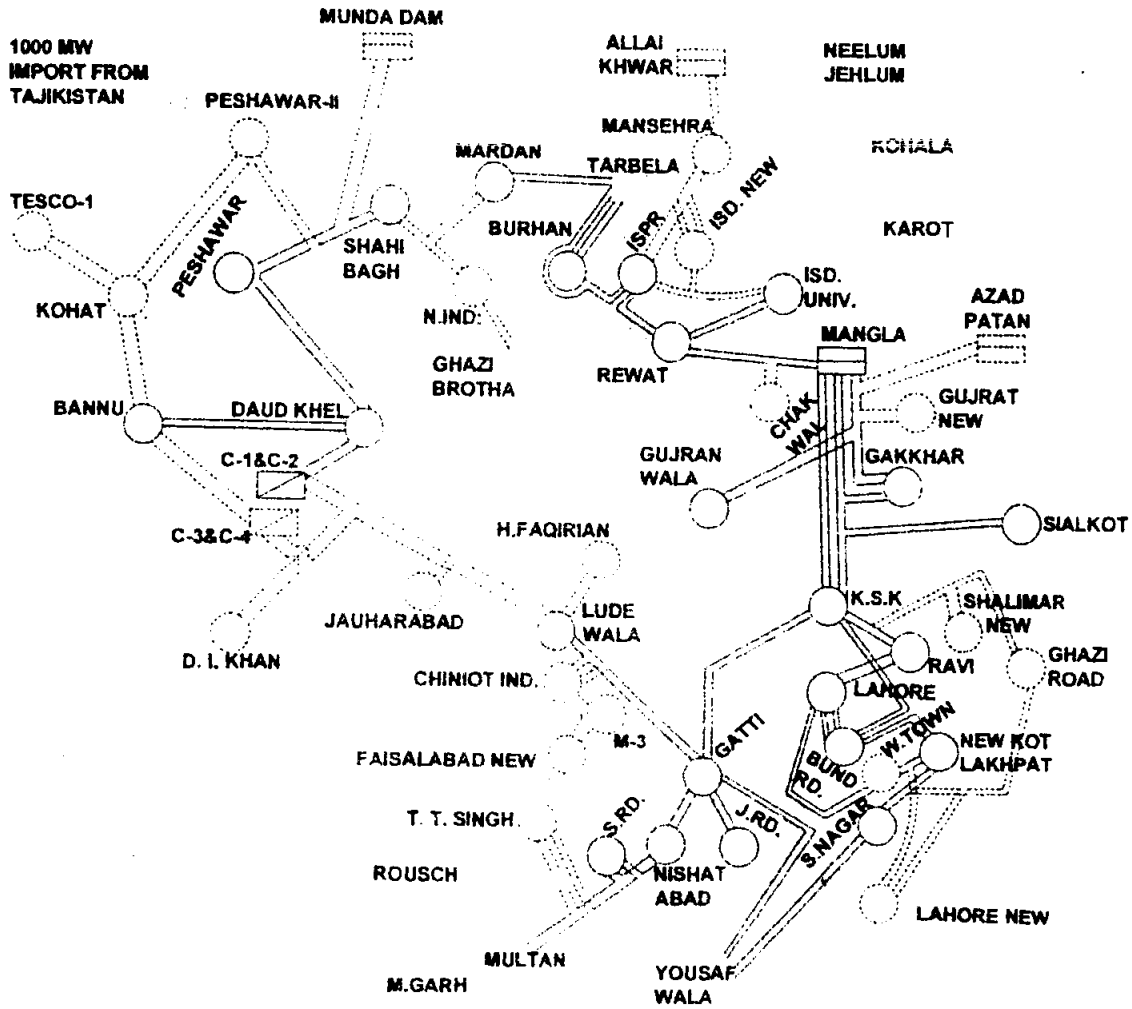 MUNDA DAM
1000 MW
IMPORT FROM
TAJIKISTAN
ALLAI
KHWAR
NEELUM
JEHLUM
PESHAWAR-II
MANSEHRA
KOHALA
MARDAN
TARBELA
TESCO-1
ISD. NEW
PESHAWAR
BURHAN
ISPR
KAROT
SHAHI
BAGH
ISD.
UNIV.
AZAD
PATAN
KOHAT
N.IND:
MANGLA
GHAZI
BROTHA
REWAT
BANNU
DAUD KHEL
CHAK
WAL
GUJRAT
NEW
C-1&C-2
GUJRAN
WALA
GAKKHAR
C-3&C-4
H.FAQIRIAN
SIALKOT
JAUHARABAD
LUDE
WALA
K.S.K
SHALIMAR
NEW
D. I. KHAN
RAVI
GHAZI
ROAD
CHINIOT IND.
LAHORE
M-3
GATTI
W.TOWN
NEW KOT
LAKHPAT
FAISALABAD NEW
BUND
RD.
T. T. SINGH
S.RD.
J.RD.
S.NAGAR
ROUSCH
NISHAT
ABAD
LAHORE NEW
MULTAN
M.GARH
YOUSAF
WALA